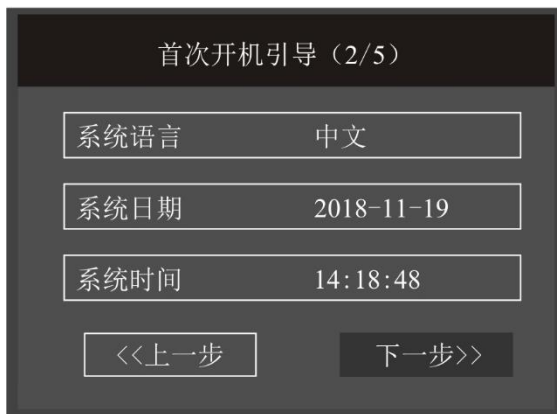 首次开机引导（2/5）
系统语言 中文
系统日期 2018-11-19
系统时间 14:18:48
<<上一步 下一步>>